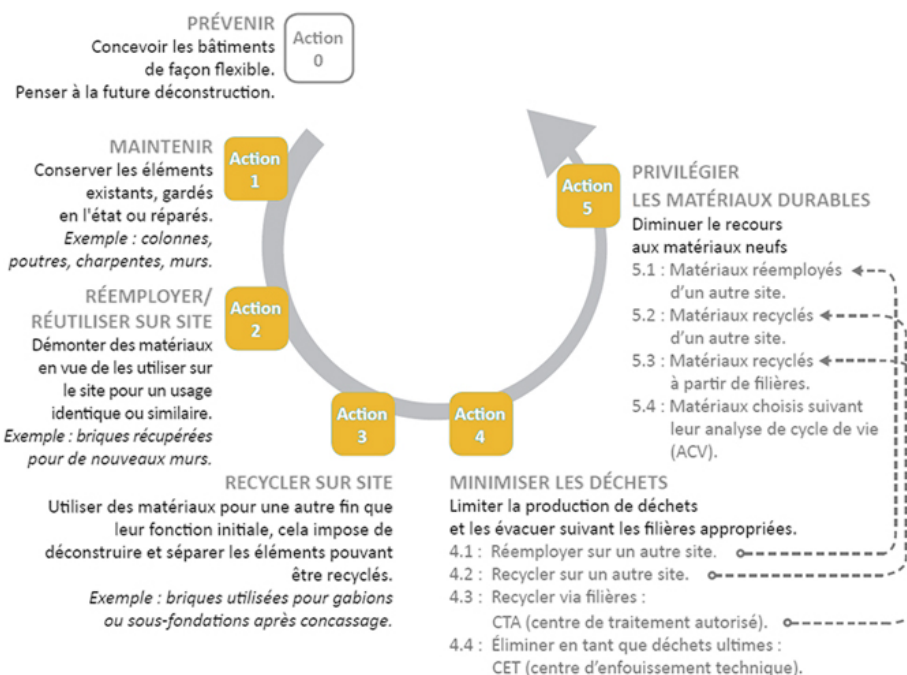 PRÉVENIR
Concevoir les bâtiments
de façon flexible.
Penser à la future déconstruction.
Action
0
MAINTENIR
Conserver les éléments
existants, gardés
en l'état ou réparés.
Exemple : colonnes,
poutres, charpentes, murs.
Action
1
RÉEMPLOYER/
RÉUTILISER SUR SITE
Démonter des matériaux
en vue de les utiliser sur
le site pour un usage
identique ou similaire.
Exemple : briques récupérées
pour de nouveaux murs.
Action
2
Action
3
RECYCLER SUR SITE
Utiliser des matériaux pour une autre fin que
leur fonction initiale, cela impose de
déconstruire et séparer les éléments pouvant
être recyclés.
Exemple : briques utilisées pour gabions
ou sous-fondations après concassage.
Action
4
MINIMISER LES DÉCHETS
Limiter la production de déchets
et les évacuer suivant les filières appropriées.
4.1 : Réemployer sur un autre site.
4.2 : Recycler sur un autre site.
4.3 : Recycler via filières :
CTA (centre de traitement autorisé).
4.4 : Éliminer en tant que déchets ultimes :
CET (centre d'enfouissement technique).
Action
5
PRIVILÉGIER
LES MATÉRIAUX DURABLES
Diminuer le recours
aux matériaux neufs
5.1 : Matériaux réemployés
d'un autre site.
5.2 : Matériaux recyclés
d'un autre site.
5.3 : Matériaux recyclés
à partir de filières.
5.4 : Matériaux choisis suivant
leur analyse de cycle de vie
(ACV).